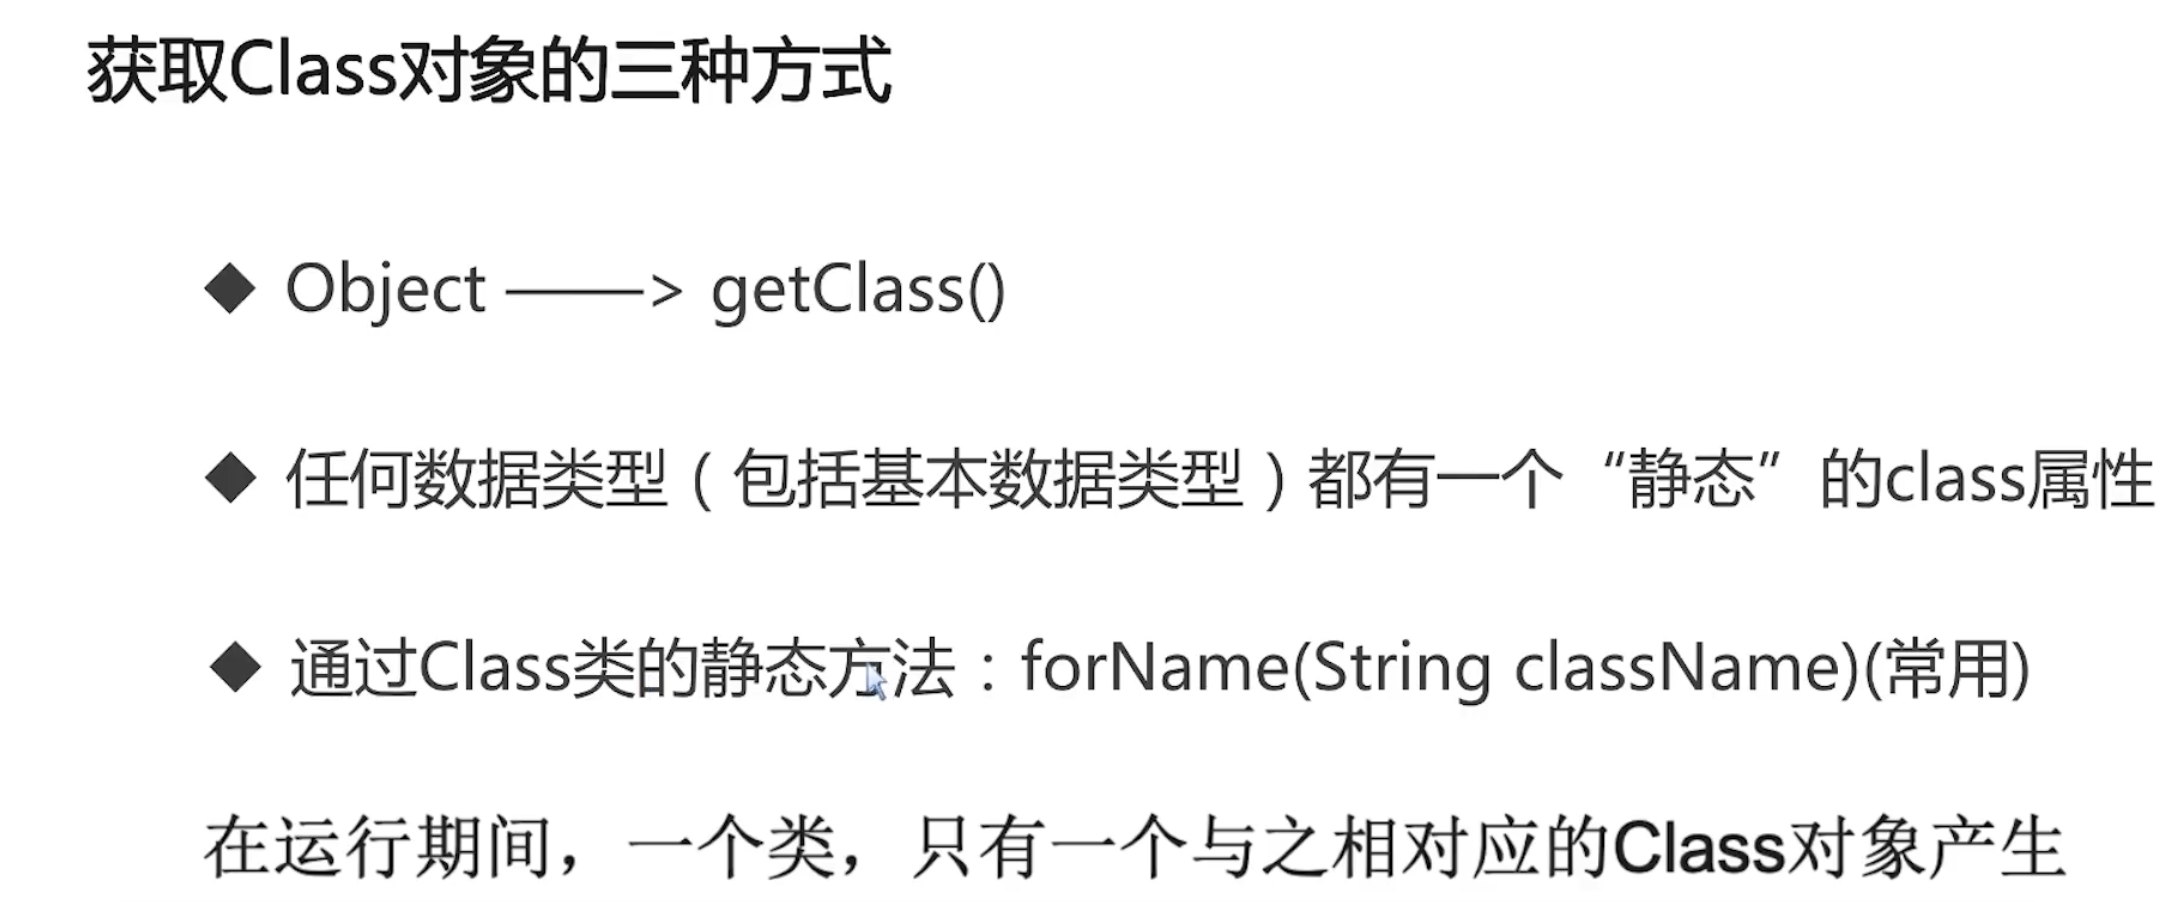 获取Class对象的三种方式
◆ Object ——> getClass()
◆ 任何数据类型（包括基本数据类型）都有一个“静态”的class属性
◆ 通过Class类的静态方法：forName(String className)(常用)
在运行期间，一个类，只有一个与之相对应的Class对象产生